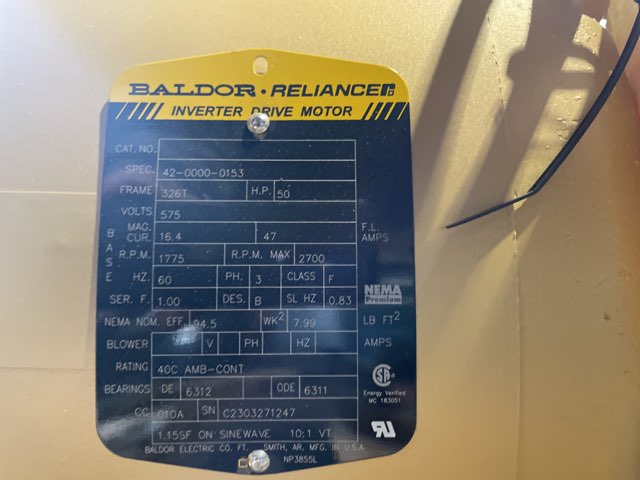 BALDOR · RELIANCE
INVERTER DRIVE MOTOR
CAT. NO.
SPEC. 42-0000-0153
FRAME 326T H.P. 50
VOLTS 575
MAG. CUR. 16.4 47 F.L. AMPS
R.P.M. 1775 R.P.M. MAX 2700
BASE HZ. 60 PH. 3 CLASS F
SER. F. 1.00 DES. B SL HZ 0.83 NEMA Premium
NEMA NOM. EFF. 94.5 WK2 7.99 LB FT2
BLOWER V PH HZ AMPS
RATING 40C AMB-CONT
BEARINGS DE 6312 ODE 6311 Energy Verified
MC 183051
CC 010A SN C2303271247
1.15SF ON SINEWAVE 10:1 VT
BALDOR ELECTRIC CO. FT. SMITH, AR. MFG. IN U.S.A.
NP3855L